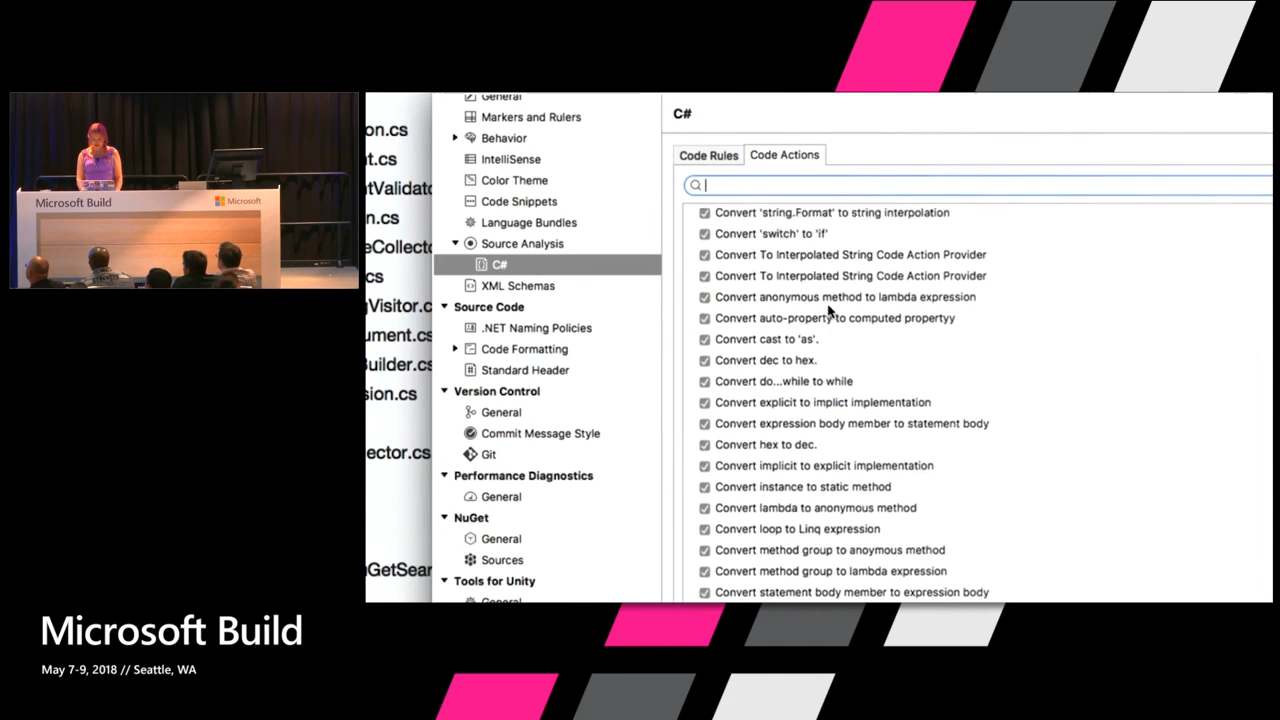 Microsoft Build
Microsoft
on.cs
nt.cs
ntValidato
n.cs
eCollecto
cs
gVisitor.c
ument.cs
Builder.cs
sion.cs
ector.cs
GetSear
General
Markers and Rulers
Behavior
IntelliSense
Color Theme
Code Snippets
Language Bundles
Source Analysis
C#
XML Schemas
Source Code
.NET Naming Policies
Code Formatting
Standard Header
Version Control
General
Commit Message Style
Git
Performance Diagnostics
General
NuGet
General
Sources
Tools for Unity
General
C#
Code Rules
Code Actions
Convert 'string.Format' to string interpolation
Convert 'switch' to 'if'
Convert To Interpolated String Code Action Provider
Convert To Interpolated String Code Action Provider
Convert anonymous method to lambda expression
Convert auto-property to computed propertyy
Convert cast to 'as'.
Convert dec to hex.
Convert do...while to while
Convert explicit to implict implementation
Convert expression body member to statement body
Convert hex to dec.
Convert implicit to explicit implementation
Convert instance to static method
Convert lambda to anonymous method
Convert loop to Linq expression
Convert method group to anoymous method
Convert method group to lambda expression
Convert statement body member to expression body
Microsoft Build
May 7-9, 2018 // Seattle, WA